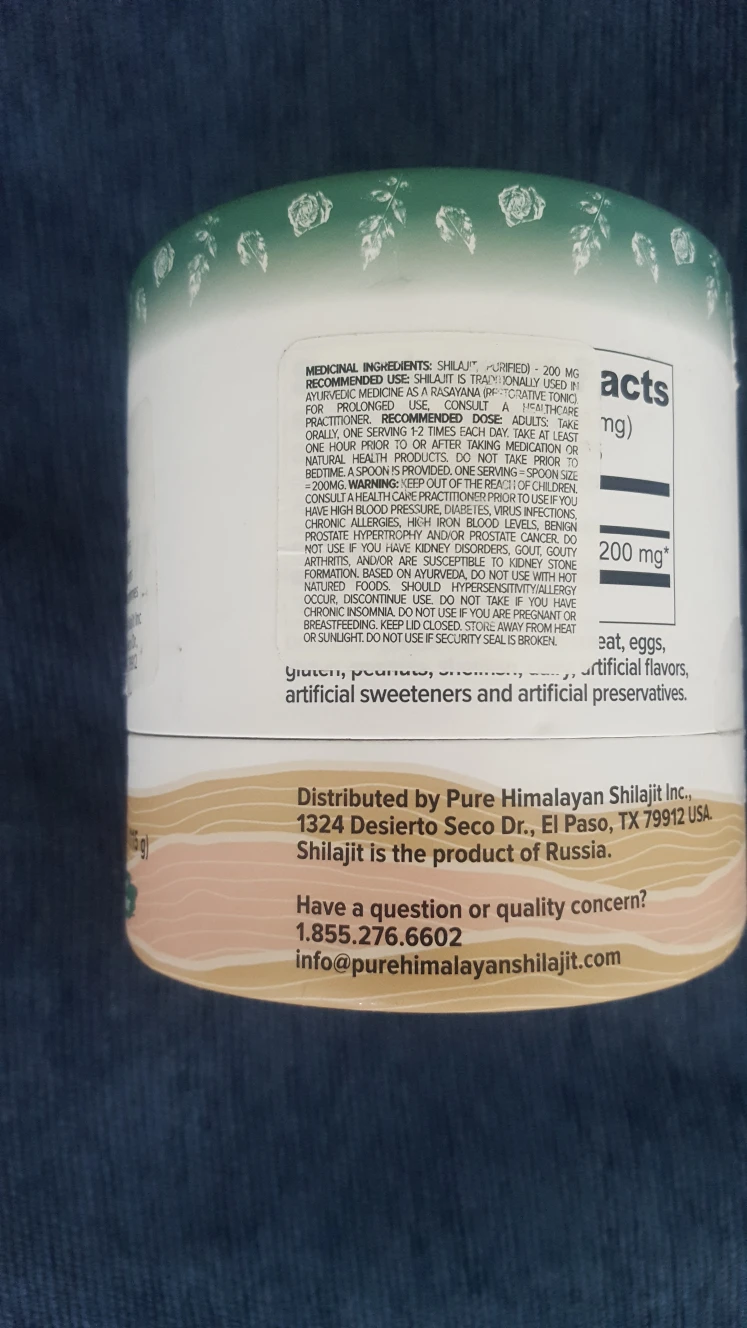 MEDICINAL INGREDIENTS: SHILAJIT PURIFIED) - 200 MG
RECOMMENDED USE: SHILAJIT IS TRADITIONALLY USED IN
AYURVEDIC MEDICINE AS A RASAYANA (RESTORATIVE TONIC).
FOR PROLONGED USE, CONSULT A HEALTHCARE
PRACTITIONER. RECOMMENDED DOSE: ADULTS: TAKE
ORALLY, ONE SERVING 1-2 TIMES EACH DAY. TAKE AT LEAST
ONE HOUR PRIOR TO OR AFTER TAKING MEDICATION OR
NATURAL HEALTH PRODUCTS. DO NOT TAKE PRIOR TO
BEDTIME. A SPOON IS PROVIDED. ONE SERVING = SPOON SIZE
= 200MG. WARNING: KEEP OUT OF THE REACH OF CHILDREN.
CONSULT A HEALTH CARE PRACTITIONER PRIOR TO USE IF YOU
HAVE HIGH BLOOD PRESSURE, DIABETES, VIRUS INFECTIONS,
CHRONIC ALLERGIES, HIGH IRON BLOOD LEVELS, BENIGN
PROSTATE HYPERTROPHY AND/OR PROSTATE CANCER. DO
NOT USE IF YOU HAVE KIDNEY DISORDERS, GOUT, GOUTY
ARTHRITIS, AND/OR ARE SUSCEPTIBLE TO KIDNEY STONE
FORMATION. BASED ON AYURVEDA, DO NOT USE WITH HOT
NATURED FOODS. SHOULD HYPERSENSITIVITY/ALLERGY
OCCUR, DISCONTINUE USE. DO NOT TAKE IF YOU HAVE
CHRONIC INSOMNIA. DO NOT USE IF YOU ARE PREGNANT OR
BREASTFEEDING. KEEP LID CLOSED. STORE AWAY FROM HEAT
OR SUNLIGHT. DO NOT USE IF SECURITY SEAL IS BROKEN.
acts
mg)
200 mg*
eat, eggs,
gluten, peanuts, shellfish, dairy, artificial flavors,
artificial sweeteners and artificial preservatives.
Distributed by Pure Himalayan Shilajit Inc.,
1324 Desierto Seco Dr., El Paso, TX 79912 USA.
Shilajit is the product of Russia.
Have a question or quality concern?
1.855.276.6602
info@purehimalayanshilajit.com